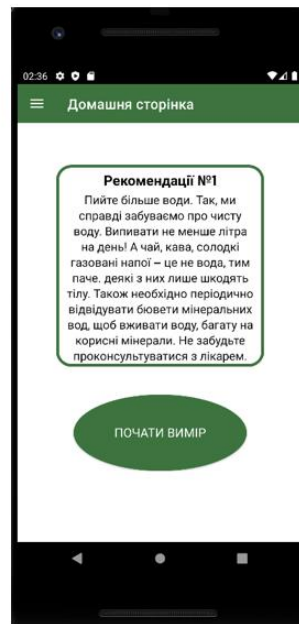 02:36
Домашня сторінка
Рекомендації №1
Пийте більше води. Так, ми
справді забуваємо про чисту
воду. Випивати не менше літра
на день! А чай, кава, солодкі
газовані напої – це не вода, тим
паче. деякі з них лише шкодять
тілу. Також необхідно періодично
відвідувати бювети мінеральних
вод, щоб вживати воду, багату на
корисні мінерали. Не забудьте
проконсультуватися з лікарем.
ПОЧАТИ ВИМІР